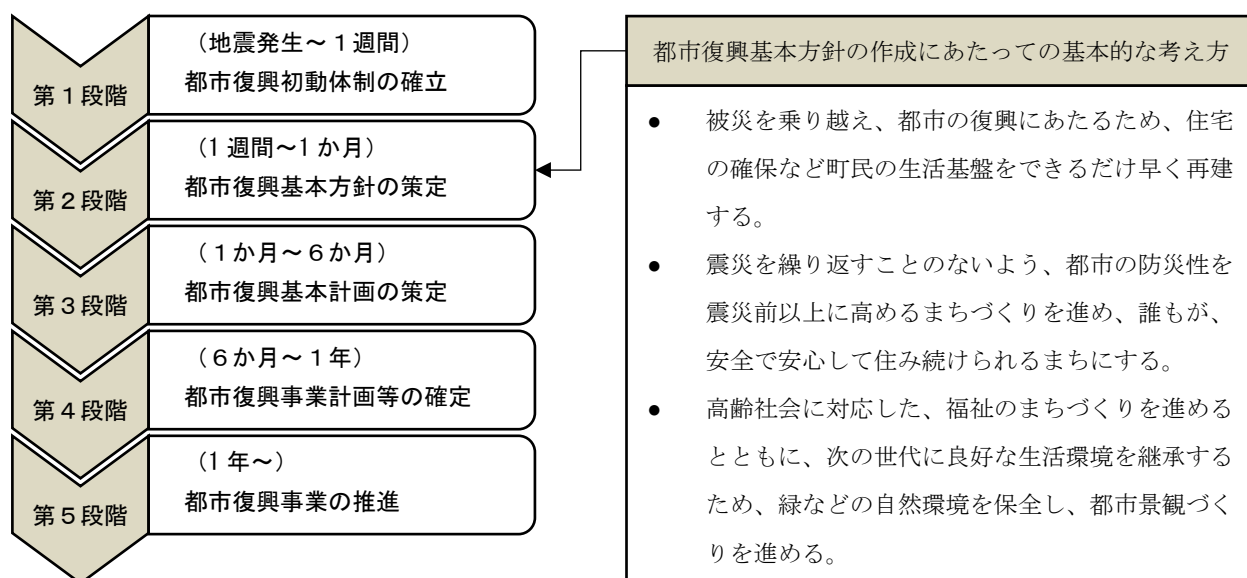 第１段階
（地震発生～１週間）
都市復興初動体制の確立
第２段階
（1 週間～1 か月）
都市復興基本方針の策定
第３段階
（１か月～６か月）
都市復興基本計画の策定
第４段階
（６か月～１年）
都市復興事業計画等の確定
第５段階
（1 年～）
都市復興事業の推進
都市復興基本方針の作成にあたっての基本的な考え方
● 被災を乗り越え、都市の復興にあたるため、住宅
の確保など町民の生活基盤をできるだけ早く再建
する。
● 震災を繰り返すことのないよう、都市の防災性を
震災前以上に高めるまちづくりを進め、誰もが、
安全で安心して住み続けられるまちにする。
● 高齢社会に対応した、福祉のまちづくりを進める
とともに、次の世代に良好な生活環境を継承する
ため、緑などの自然環境を保全し、都市景観づく
りを進める。